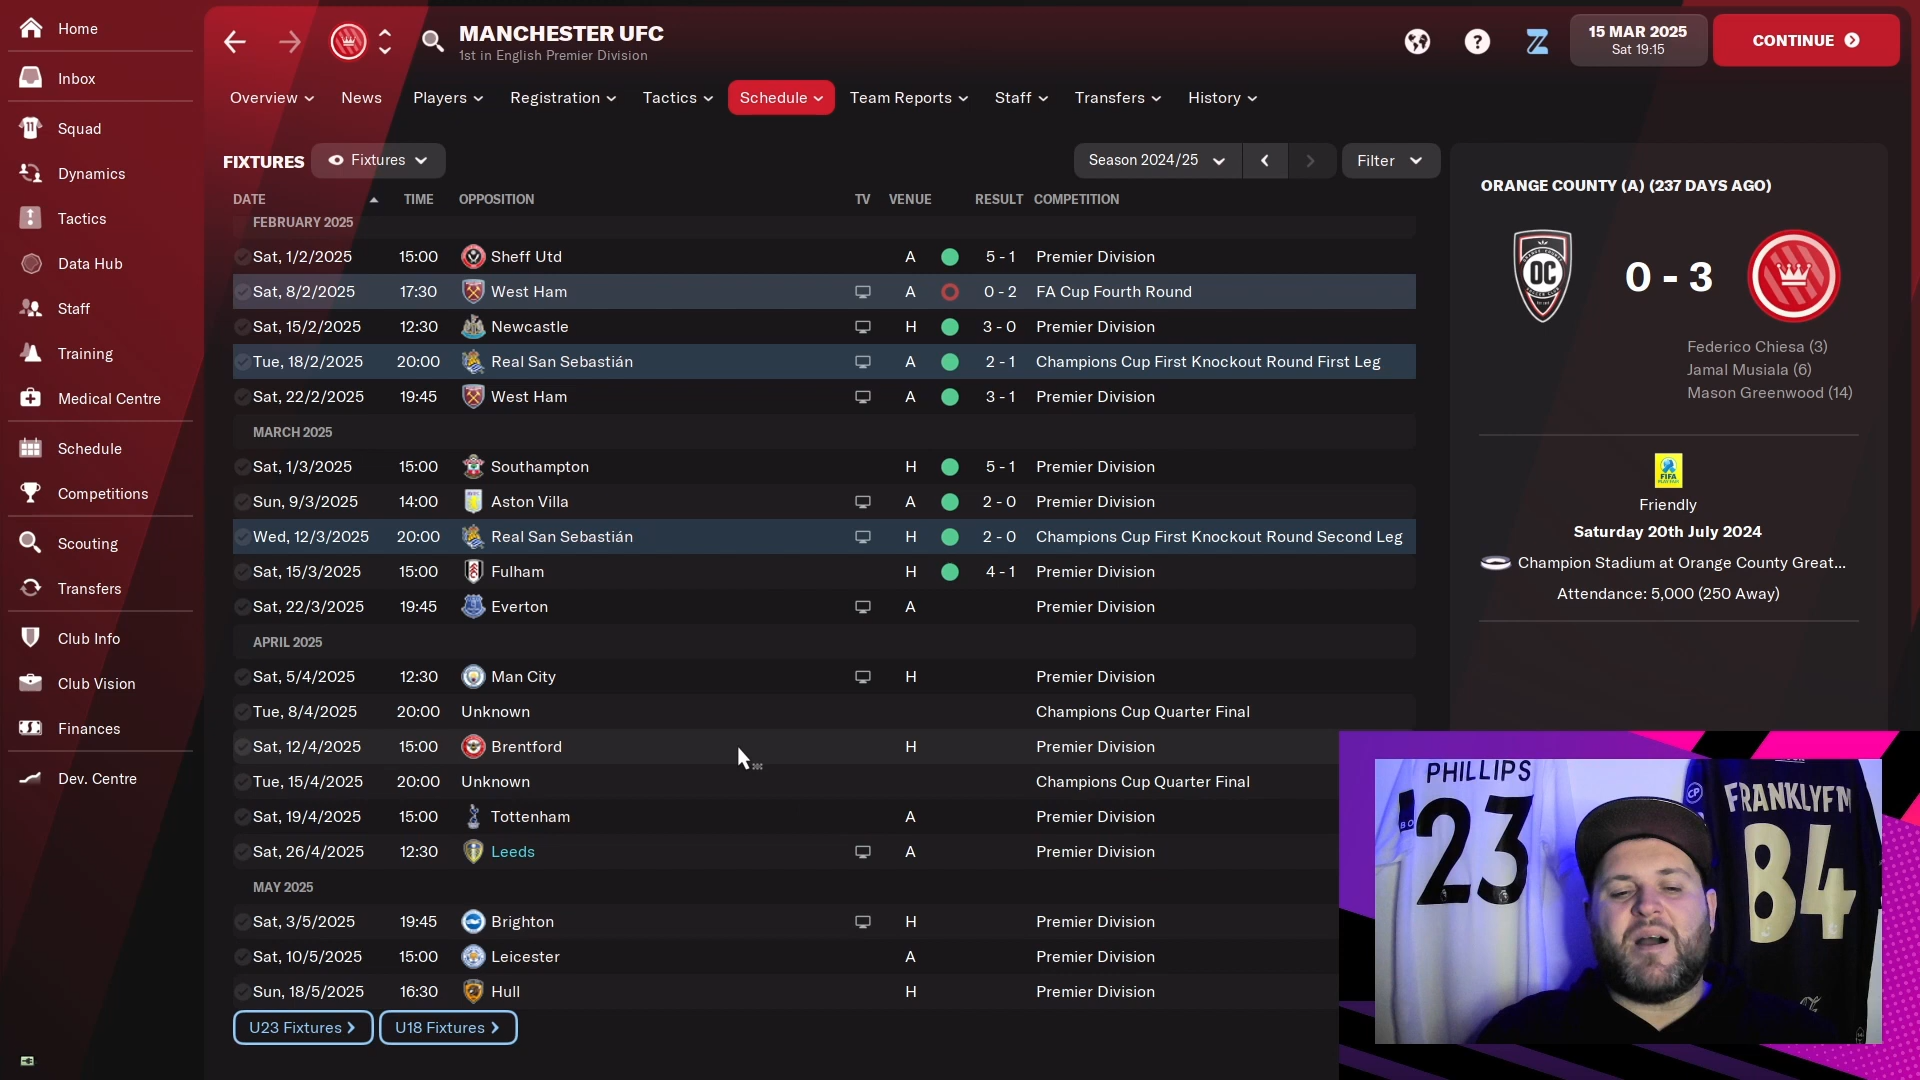 Home
Inbox
Squad
Dynamics
Tactics
Data Hub
Staff
Training
Medical Centre
Schedule
Competitions
Scouting
Transfers
Club Info
Club Vision
Finances
Dev. Centre
MANCHESTER UFC
1st in English Premier Division
15 MAR 2025
Sat 19:15
CONTINUE
Overview News Players Registration Tactics Schedule Team Reports Staff Transfers History
FIXTURES Fixtures Season 2024/25 Filter
DATE TIME OPPOSITION TV VENUE RESULT COMPETITION
FEBRUARY 2025
Sat, 1/2/2025 15:00 Sheff Utd A 5 - 1 Premier Division
Sat, 8/2/2025 17:30 West Ham A 0 - 2 FA Cup Fourth Round
Sat, 15/2/2025 12:30 Newcastle H 3 - 0 Premier Division
Tue, 18/2/2025 20:00 Real San Sebastián A 2 - 1 Champions Cup First Knockout Round First Leg
Sat, 22/2/2025 19:45 West Ham A 3 - 1 Premier Division
MARCH 2025
Sat, 1/3/2025 15:00 Southampton H 5 - 1 Premier Division
Sun, 9/3/2025 14:00 Aston Villa A 2 - 0 Premier Division
Wed, 12/3/2025 20:00 Real San Sebastián H 2 - 0 Champions Cup First Knockout Round Second Leg
Sat, 15/3/2025 15:00 Fulham H 4 - 1 Premier Division
Sat, 22/3/2025 19:45 Everton A Premier Division
APRIL 2025
Sat, 5/4/2025 12:30 Man City H Premier Division
Tue, 8/4/2025 20:00 Unknown Champions Cup Quarter Final
Sat, 12/4/2025 15:00 Brentford H Premier Division
Tue, 15/4/2025 20:00 Unknown Champions Cup Quarter Final
Sat, 19/4/2025 15:00 Tottenham A Premier Division
Sat, 26/4/2025 12:30 Leeds A Premier Division
MAY 2025
Sat, 3/5/2025 19:45 Brighton H Premier Division
Sat, 10/5/2025 15:00 Leicester A Premier Division
Sun, 18/5/2025 16:30 Hull H Premier Division
U23 Fixtures U18 Fixtures
ORANGE COUNTY (A) (237 DAYS AGO)
OC
0 - 3
Federico Chiesa (3)
Jamal Musiala (6)
Mason Greenwood (14)
FIFA
Friendly
Saturday 20th July 2024
Champion Stadium at Orange County Great...
Attendance: 5,000 (250 Away)
PHILLIPS
23
FRANKLYFM
84